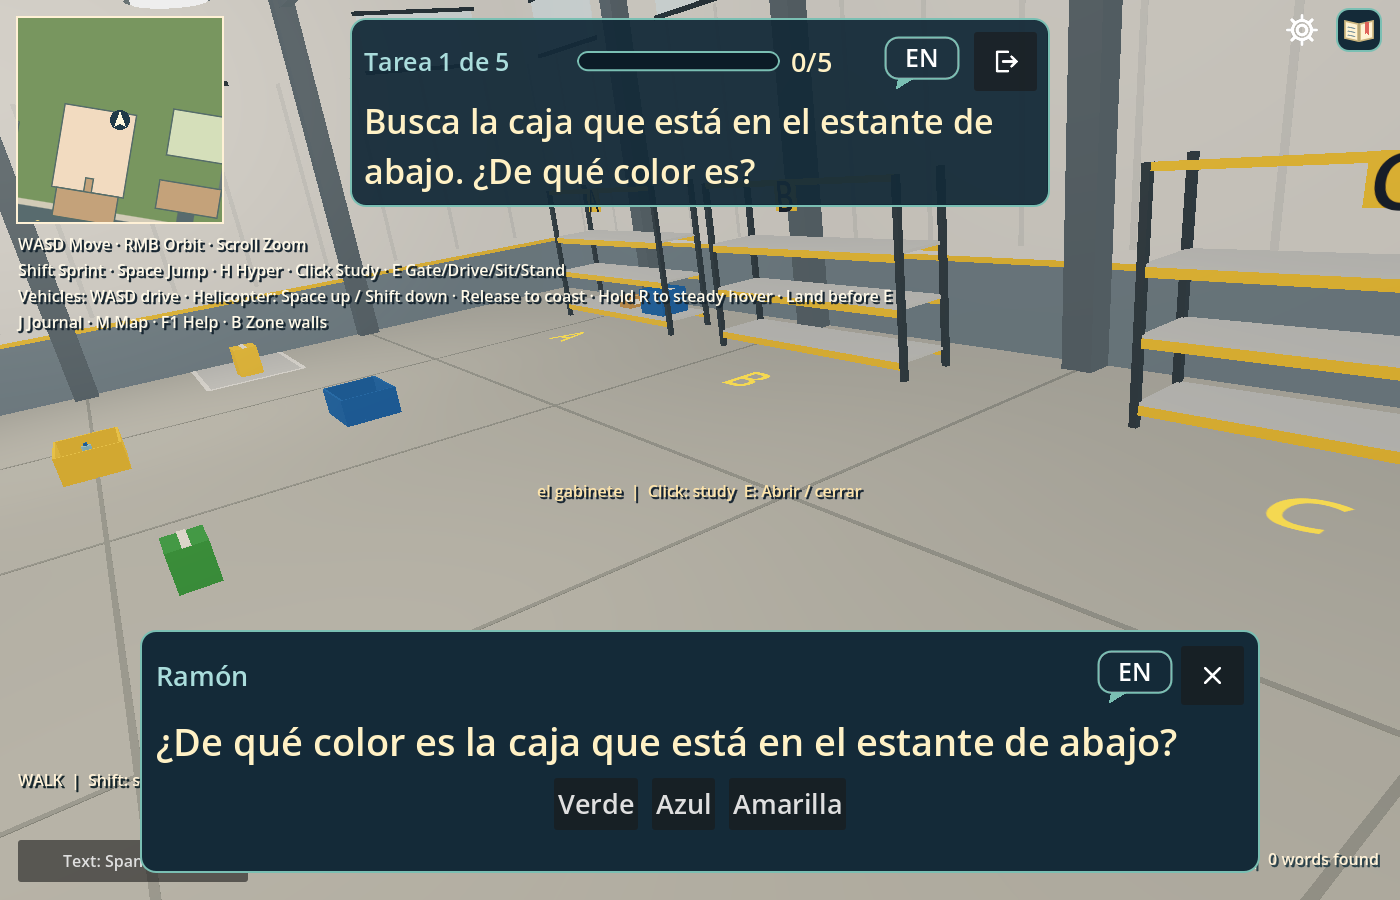 Tarea 1 de 5
0/5
EN
Busca la caja que está en el estante de
abajo. ¿De qué color es?
WASD Move · RMB Orbit · Scroll Zoom
Shift Sprint · Space Jump · H Hyper · Click Study · E Gate/Drive/Sit/Stand
Vehicles: WASD drive · Helicopter: Space up / Shift down · Release to coast · Hold R to steady hover · Land before E
J Journal · M Map · F1 Help · B Zone walls
B
C
A
B
C
el gabinete | Click: study E: Abrir / cerrar
Ramón
EN
¿De qué color es la caja que está en el estante de abajo?
Verde
Azul
Amarilla
WALK | Shift: s
Text: Span
0 words found